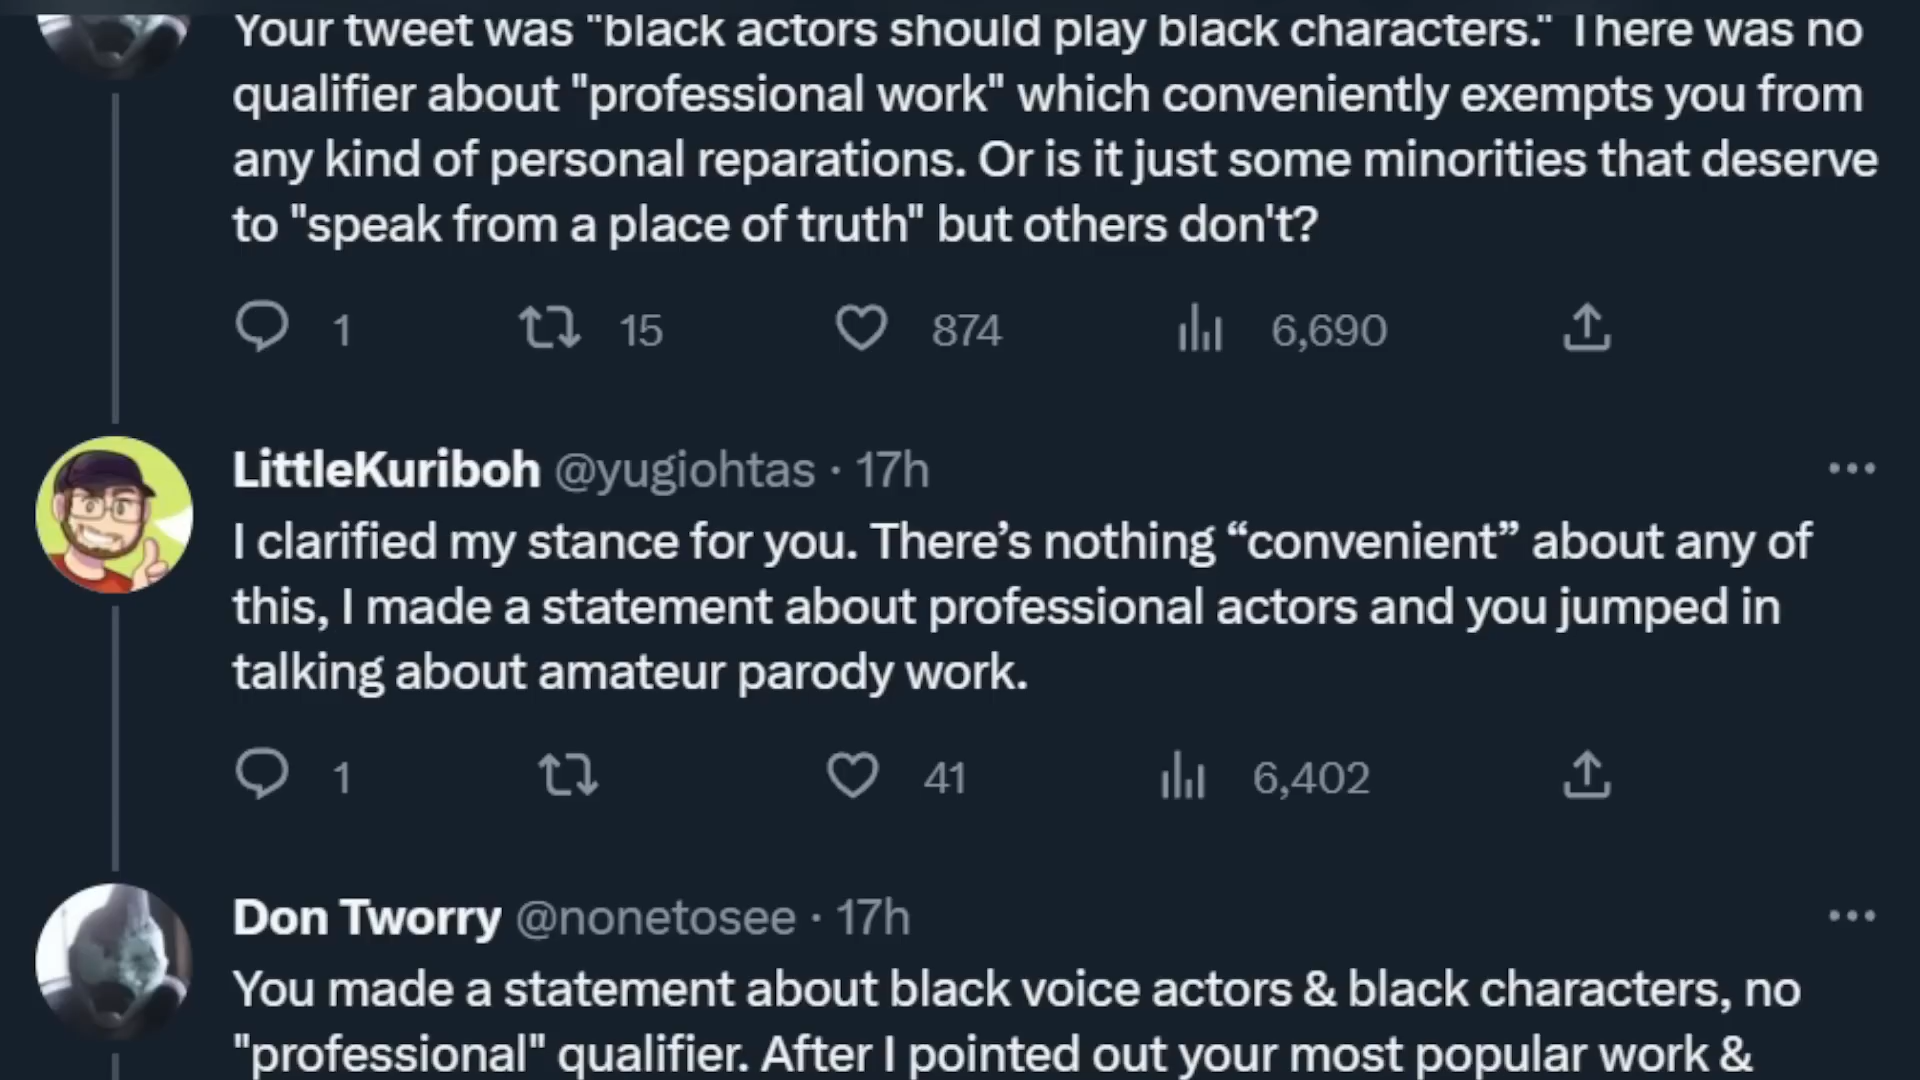 Your tweet was "black actors should play black characters." There was no
qualifier about "professional work" which conveniently exempts you from
any kind of personal reparations. Or is it just some minorities that deserve
to "speak from a place of truth" but others don't?
1 15 874 6,690
LittleKuriboh @yugiohtas · 17h
I clarified my stance for you. There’s nothing “convenient” about any of
this, I made a statement about professional actors and you jumped in
talking about amateur parody work.
1 41 6,402
Don Tworry @nonetosee · 17h
You made a statement about black voice actors & black characters, no
"professional" qualifier. After I pointed out your most popular work &